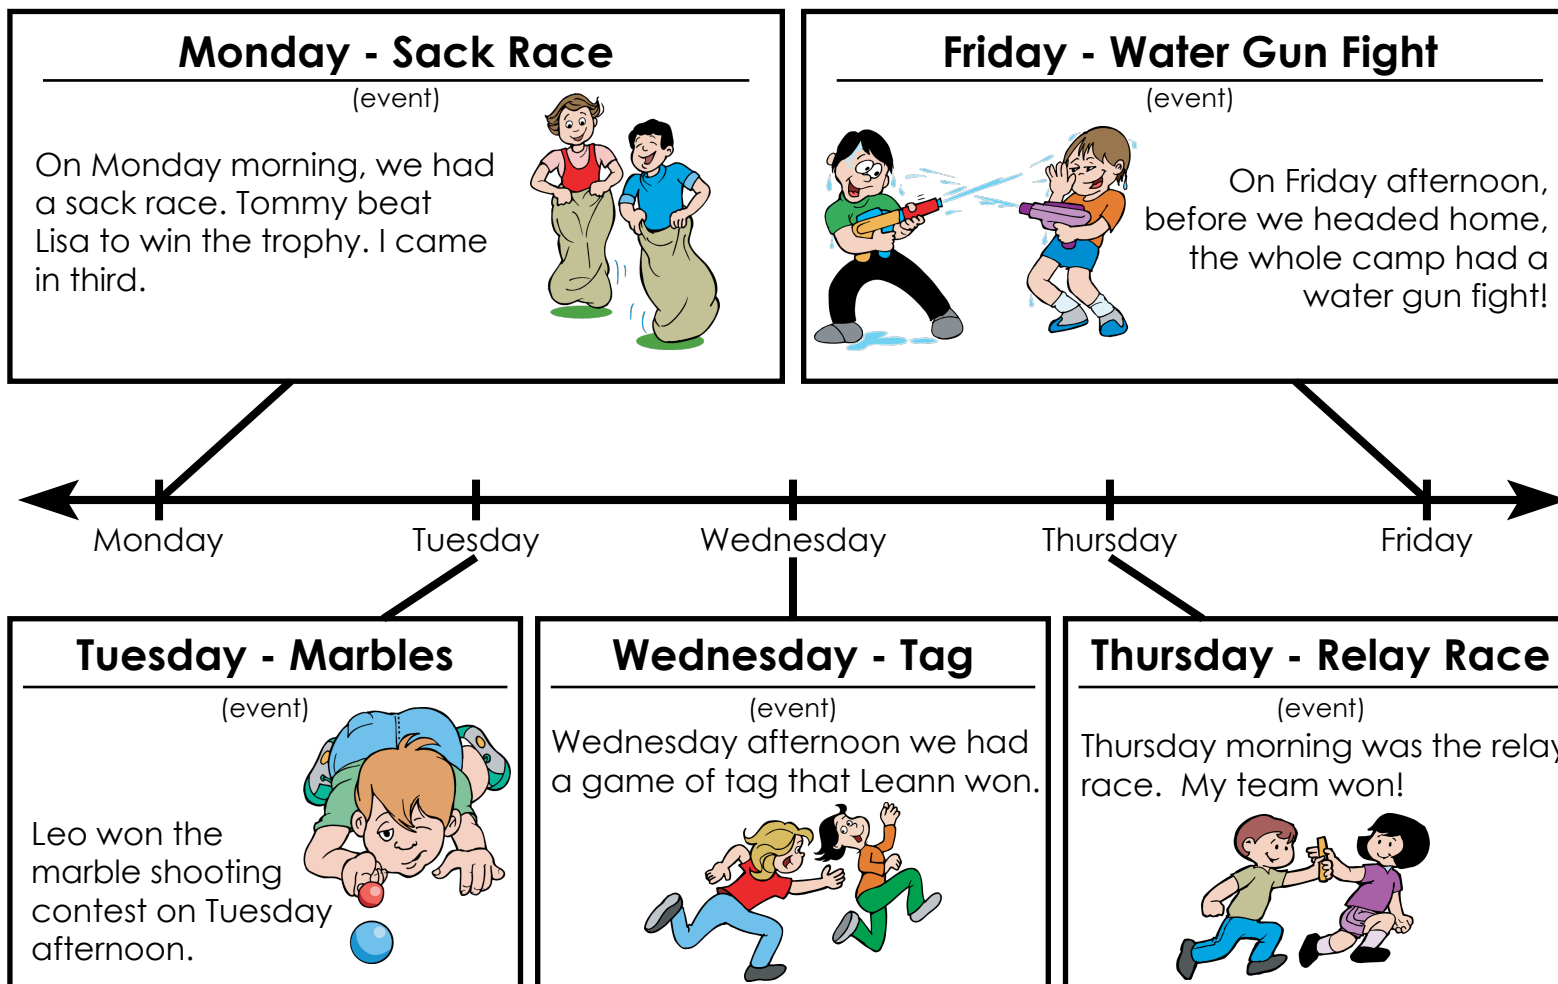 Monday - Sack Race
(event)
On Monday morning, we had
a sack race. Tommy beat
Lisa to win the trophy. I came
in third.
Friday - Water Gun Fight
(event)
On Friday afternoon,
before we headed home,
the whole camp had a
water gun fight!
Monday
Tuesday
Wednesday
Thursday
Friday
Tuesday - Marbles
(event)
Leo won the
marble shooting
contest on Tuesday
afternoon.
Wednesday - Tag
(event)
Wednesday afternoon we had
a game of tag that Leann won.
Thursday - Relay Race
(event)
Thursday morning was the relay
race.  My team won!